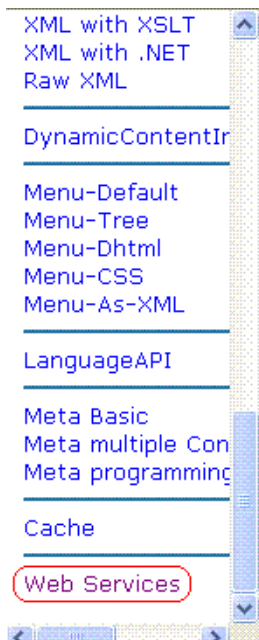 XML with XSLT
XML with .NET
Raw XML
DynamicContentIn
Menu-Default
Menu-Tree
Menu-Dhtml
Menu-CSS
Menu-As-XML
LanguageAPI
Meta Basic
Meta multiple Con
Meta programming
Cache
Web Services